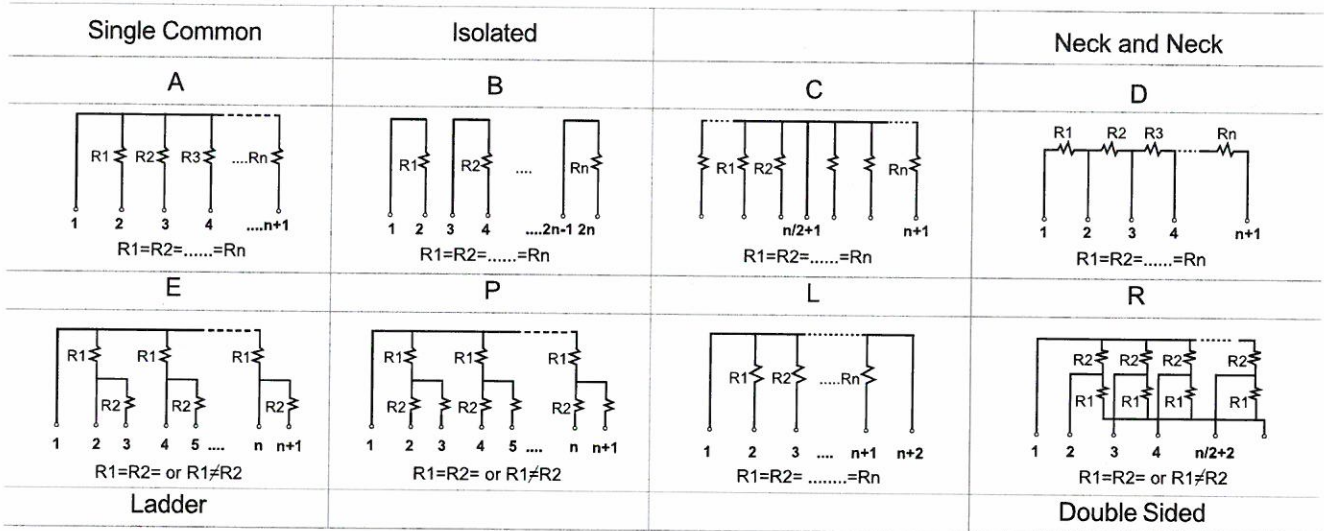 Single Common Isolated Neck and Neck
A B C D
R1 R2 R3 ....Rn
1 2 3 4 ....n+1
R1=R2=......=Rn
R1 R2 .... Rn
1 2 3 4 ....2n-1 2n
R1=R2=......=Rn
R1 R2 Rn
n/2+1 n+1
R1=R2=......=Rn
R1 R2 R3 Rn
1 2 3 4 n+1
R1=R2=......=Rn
E P L R
R1 R1 R1
R2 R2 R2
1 2 3 4 5 .... n n+1
R1=R2= or R1≠R2
R1 R1 R1
R2 R2 R2
1 2 3 4 5 .... n n+1
R1=R2= or R1≠R2
R1 R2 .....Rn
1 2 3 .... n+1 n+2
R1=R2= ........=Rn
R2 R2 R2 R2
R1 R1 R1 R1
1 2 3 4 n/2+2
R1=R2= or R1≠R2
Ladder Double Sided